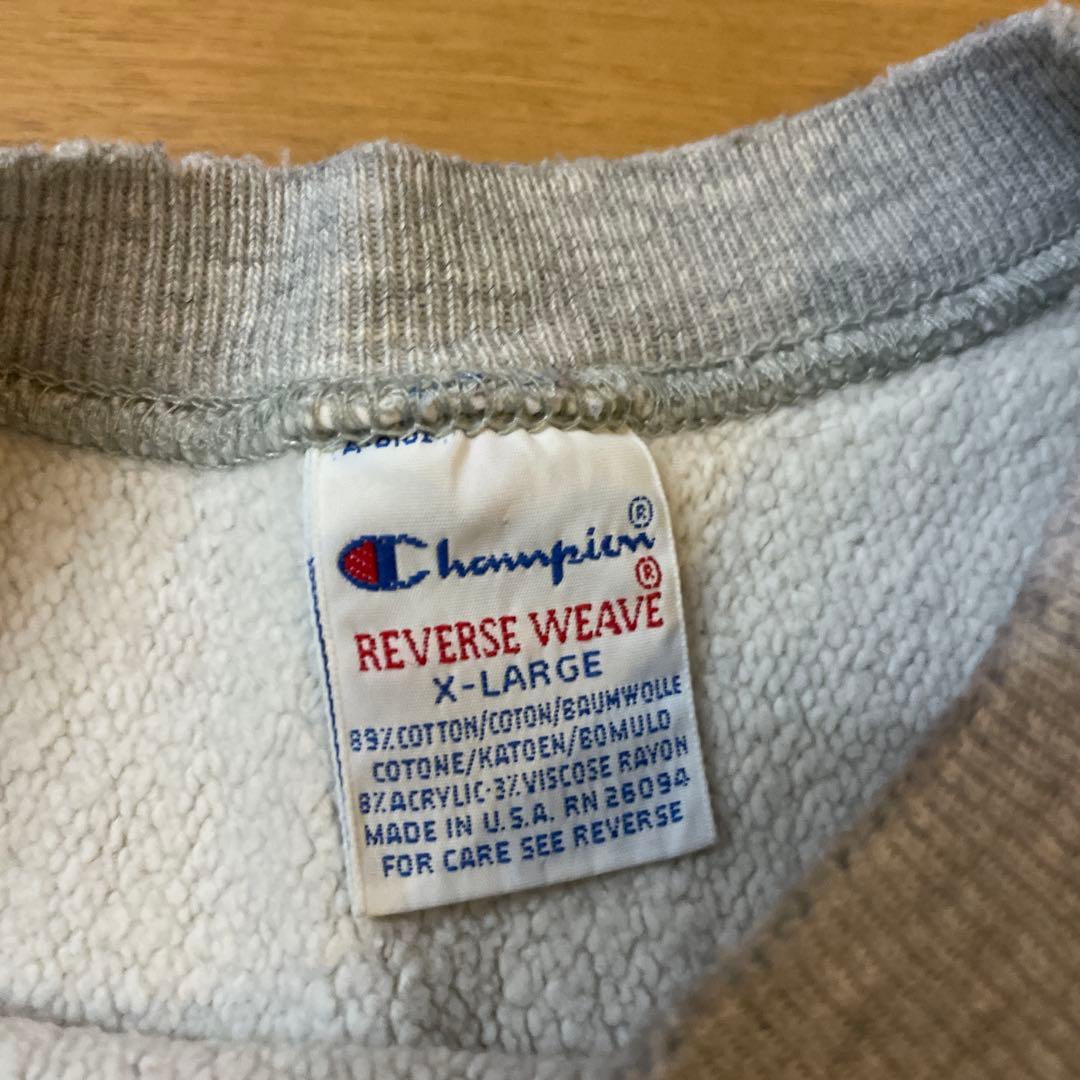 Champion®
REVERSE WEAVE®
X-LARGE
89%COTTON/COTON/BAUMWOLLE
COTONE/KATOEN/BOMULD
8%ACRYLIC·3%VISCOSE RAYON
MADE IN U.S.A. RN 26094
FOR CARE SEE REVERSE